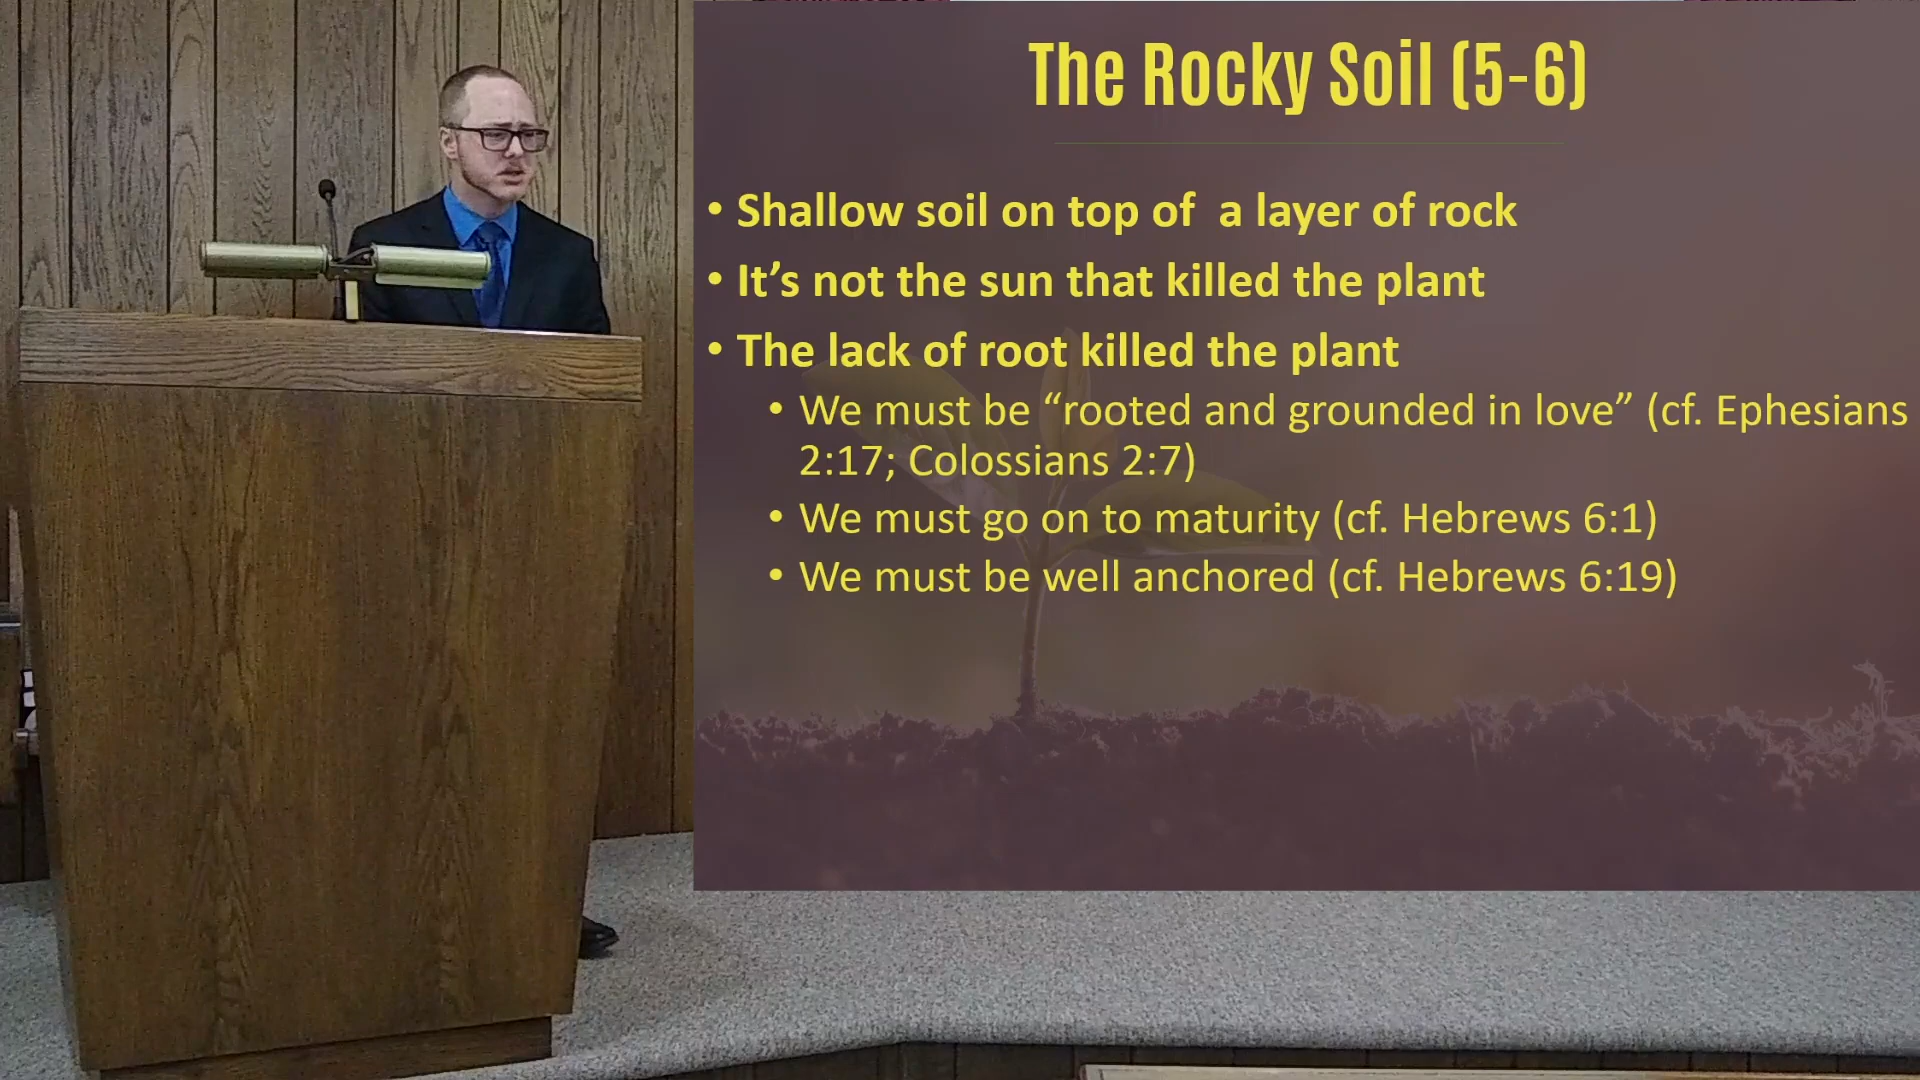 The Rocky Soil (5-6)
• Shallow soil on top of  a layer of rock
• It’s not the sun that killed the plant
• The lack of root killed the plant
• We must be “rooted and grounded in love” (cf. Ephesians
2:17; Colossians 2:7)
• We must go on to maturity (cf. Hebrews 6:1)
• We must be well anchored (cf. Hebrews 6:19)